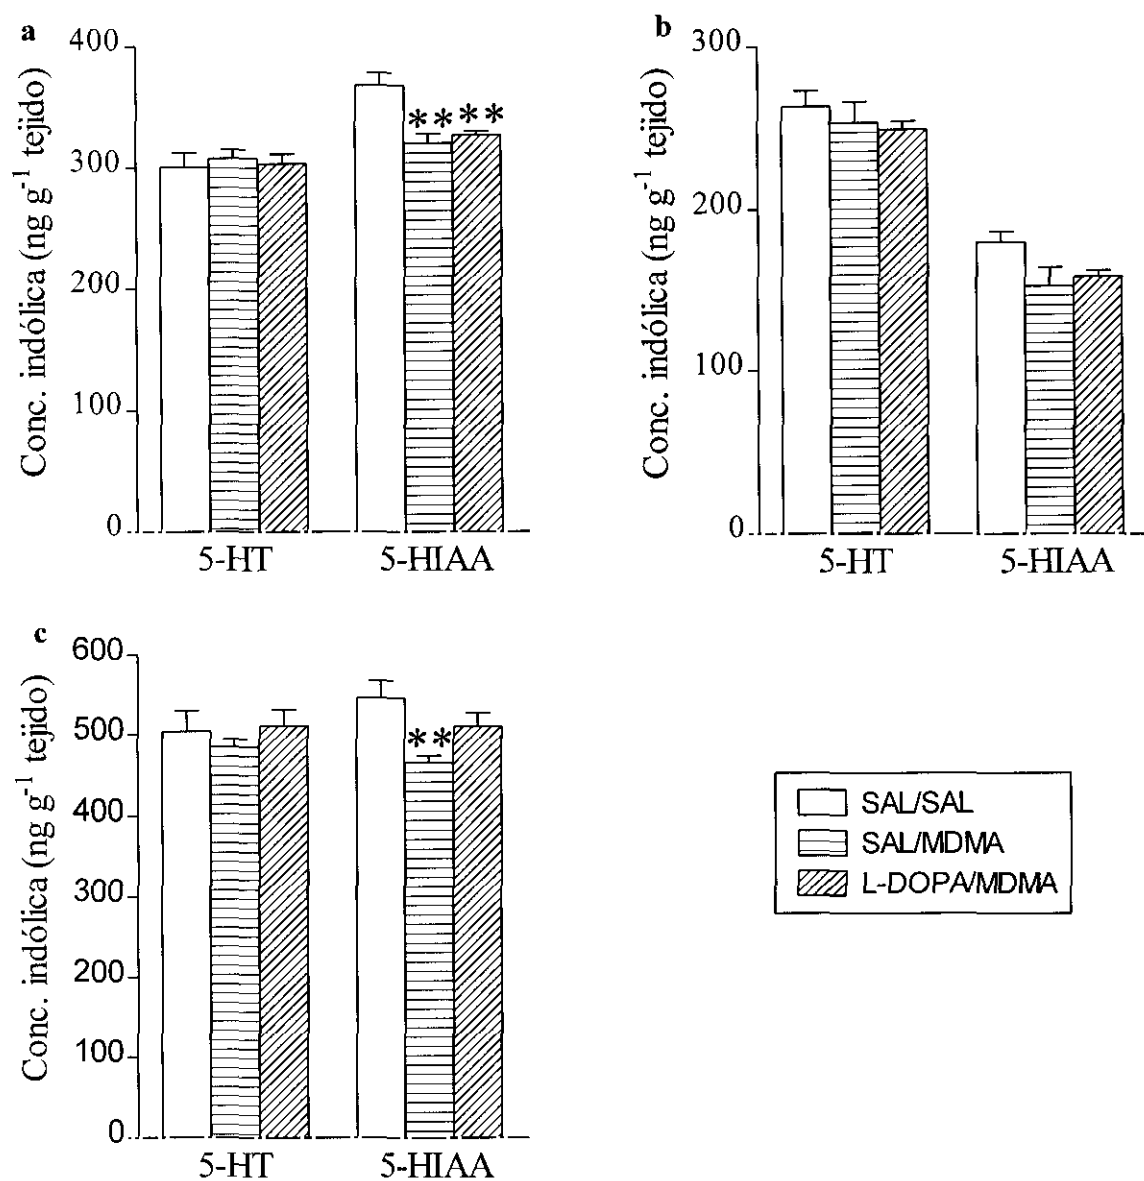 a
Conc. indólica (ng g⁻¹ tejido)
400
300
200
100
0
**
**
5-HT
5-HIAA
b
Conc. indólica (ng g⁻¹ tejido)
300
200
100
0
5-HT
5-HIAA
c
Conc. indólica (ng g⁻¹ tejido)
600
500
400
300
200
100
0
**
5-HT
5-HIAA
SAL/SAL
SAL/MDMA
L-DOPA/MDMA